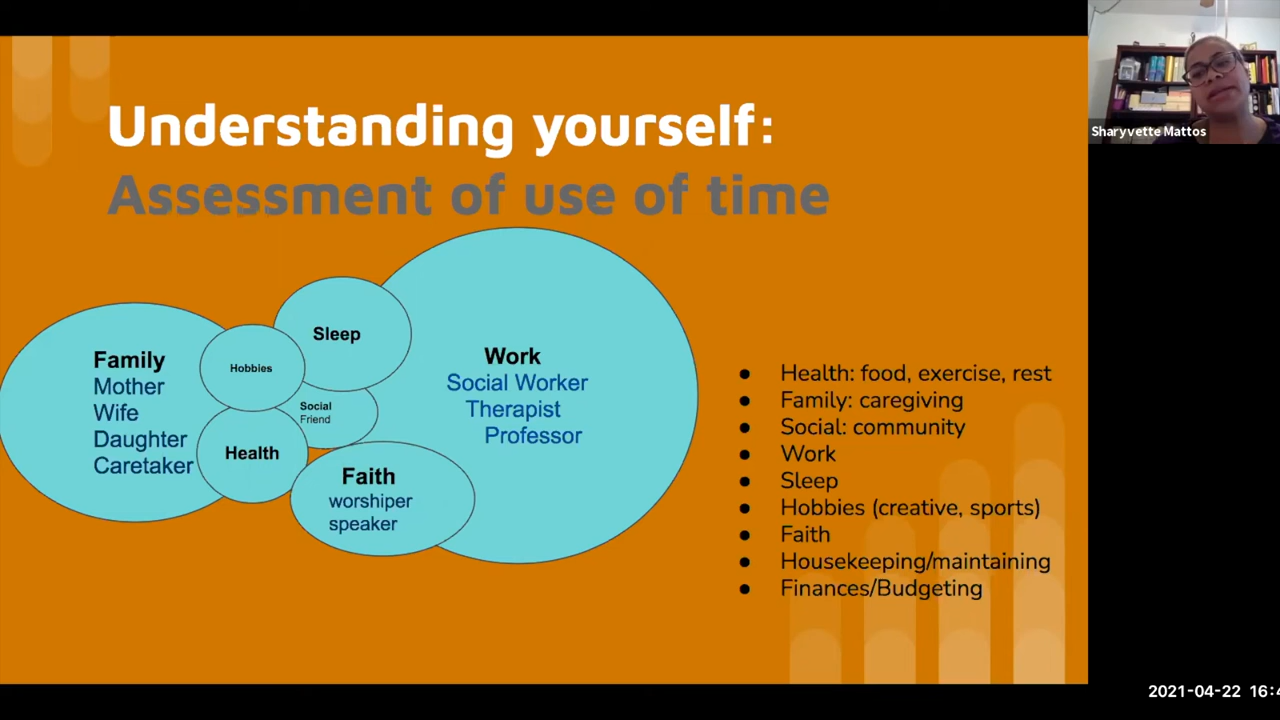 Understanding yourself:
Assessment of use of time
Family
Mother
Wife
Daughter
Caretaker
Hobbies
Sleep
Social
Friend
Health
Faith
worshiper
speaker
Work
Social Worker
Therapist
Professor
● Health: food, exercise, rest
● Family: caregiving
● Social: community
● Work
● Sleep
● Hobbies (creative, sports)
● Faith
● Housekeeping/maintaining
● Finances/Budgeting
Sharyvette Mattos
2021-04-22 16:4